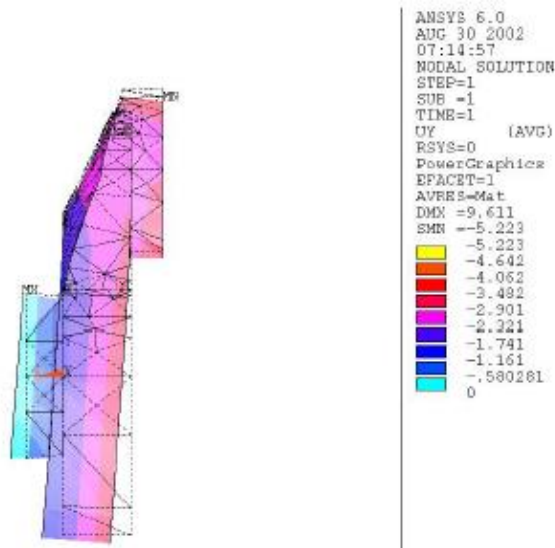 ANSYS 6.0
AUG 30 2002
07:14:57
NODAL SOLUTION
STEP=1
SUB =1
TIME=1
UY (AVG)
RSYS=0
PowerGraphics
EFACET=1
AVRES=Mat
DMX =9.611
SMN =-5.223
-5.223
-4.642
-4.062
-3.482
-2.901
-2.321
-1.741
-1.161
-.580281
0
MN
MX